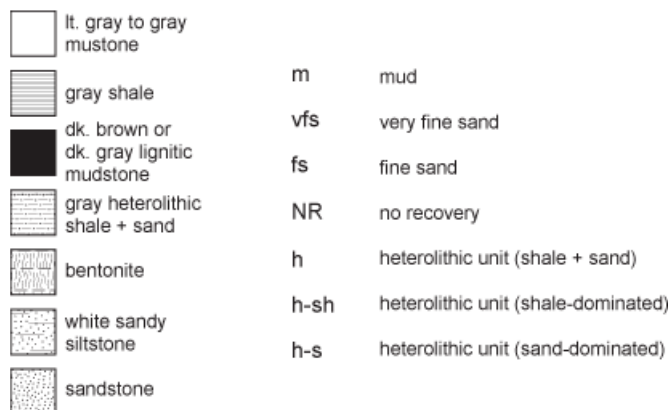 lt. gray to gray
mustone
gray shale
dk. brown or
dk. gray lignitic
mudstone
gray heterolithic
shale + sand
bentonite
white sandy
siltstone
sandstone
m mud
vfs very fine sand
fs fine sand
NR no recovery
h heterolithic unit (shale + sand)
h-sh heterolithic unit (shale-dominated)
h-s heterolithic unit (sand-dominated)